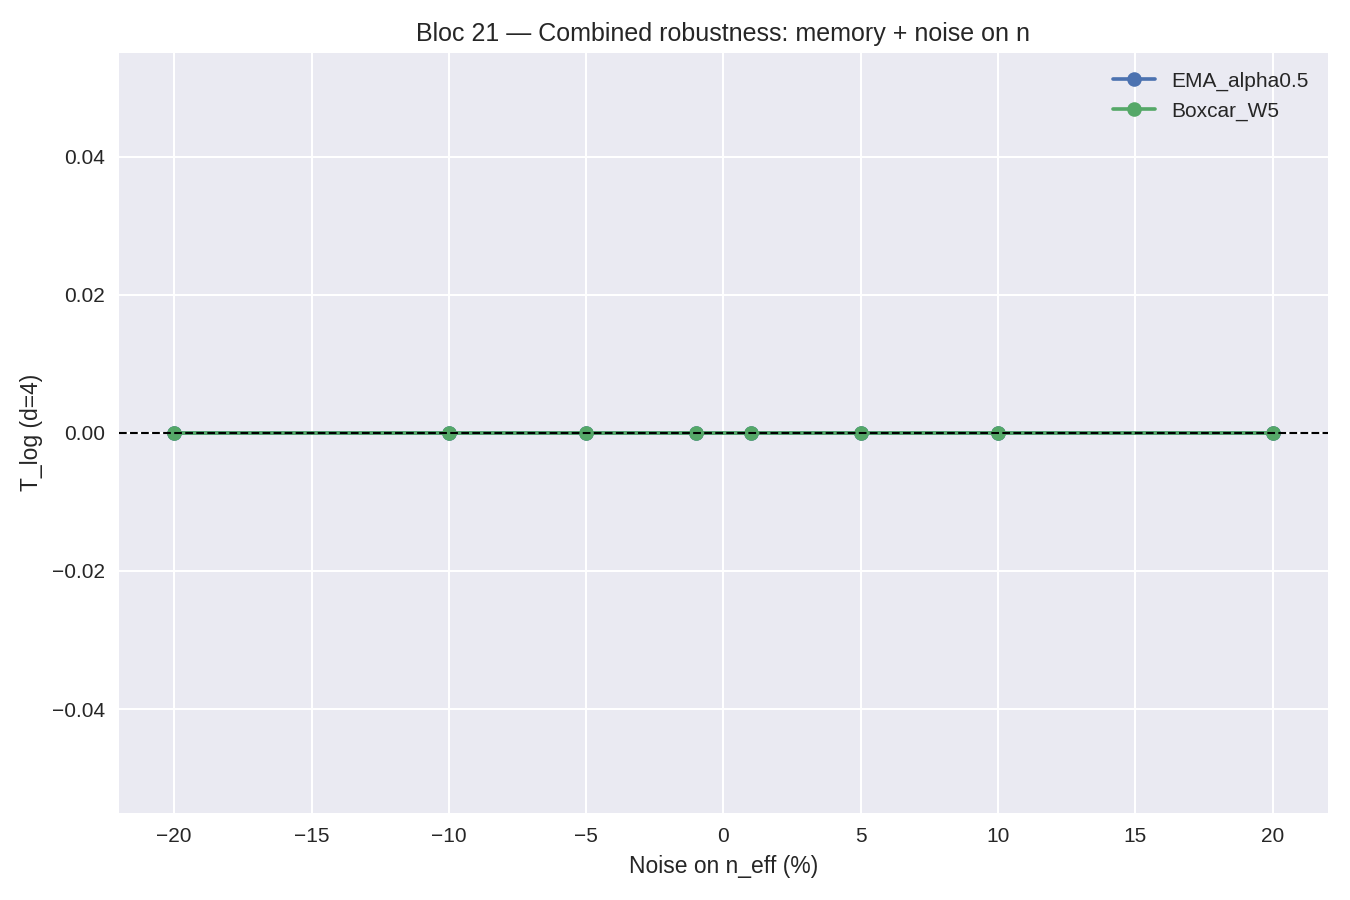 Bloc 21 — Combined robustness: memory + noise on n
EMA_alpha0.5
Boxcar_W5
0.04
0.02
0.00
−0.02
−0.04
T_log (d=4)
−20 −15 −10 −5 0 5 10 15 20
Noise on n_eff (%)